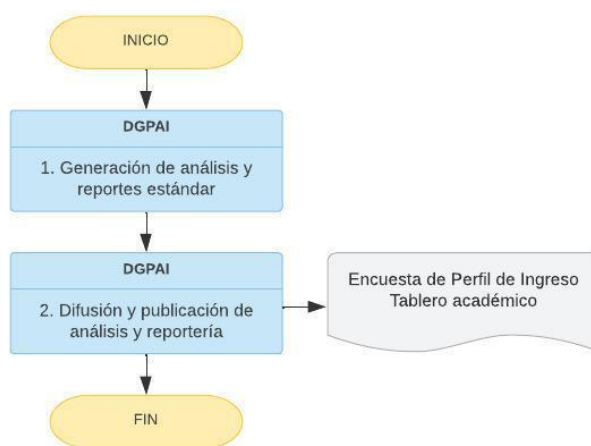 INICIO
DGPAI
1. Generación de análisis y
reportes estándar
DGPAI
2. Difusión y publicación de
análisis y reportería
Encuesta de Perfil de Ingreso
Tablero académico
FIN